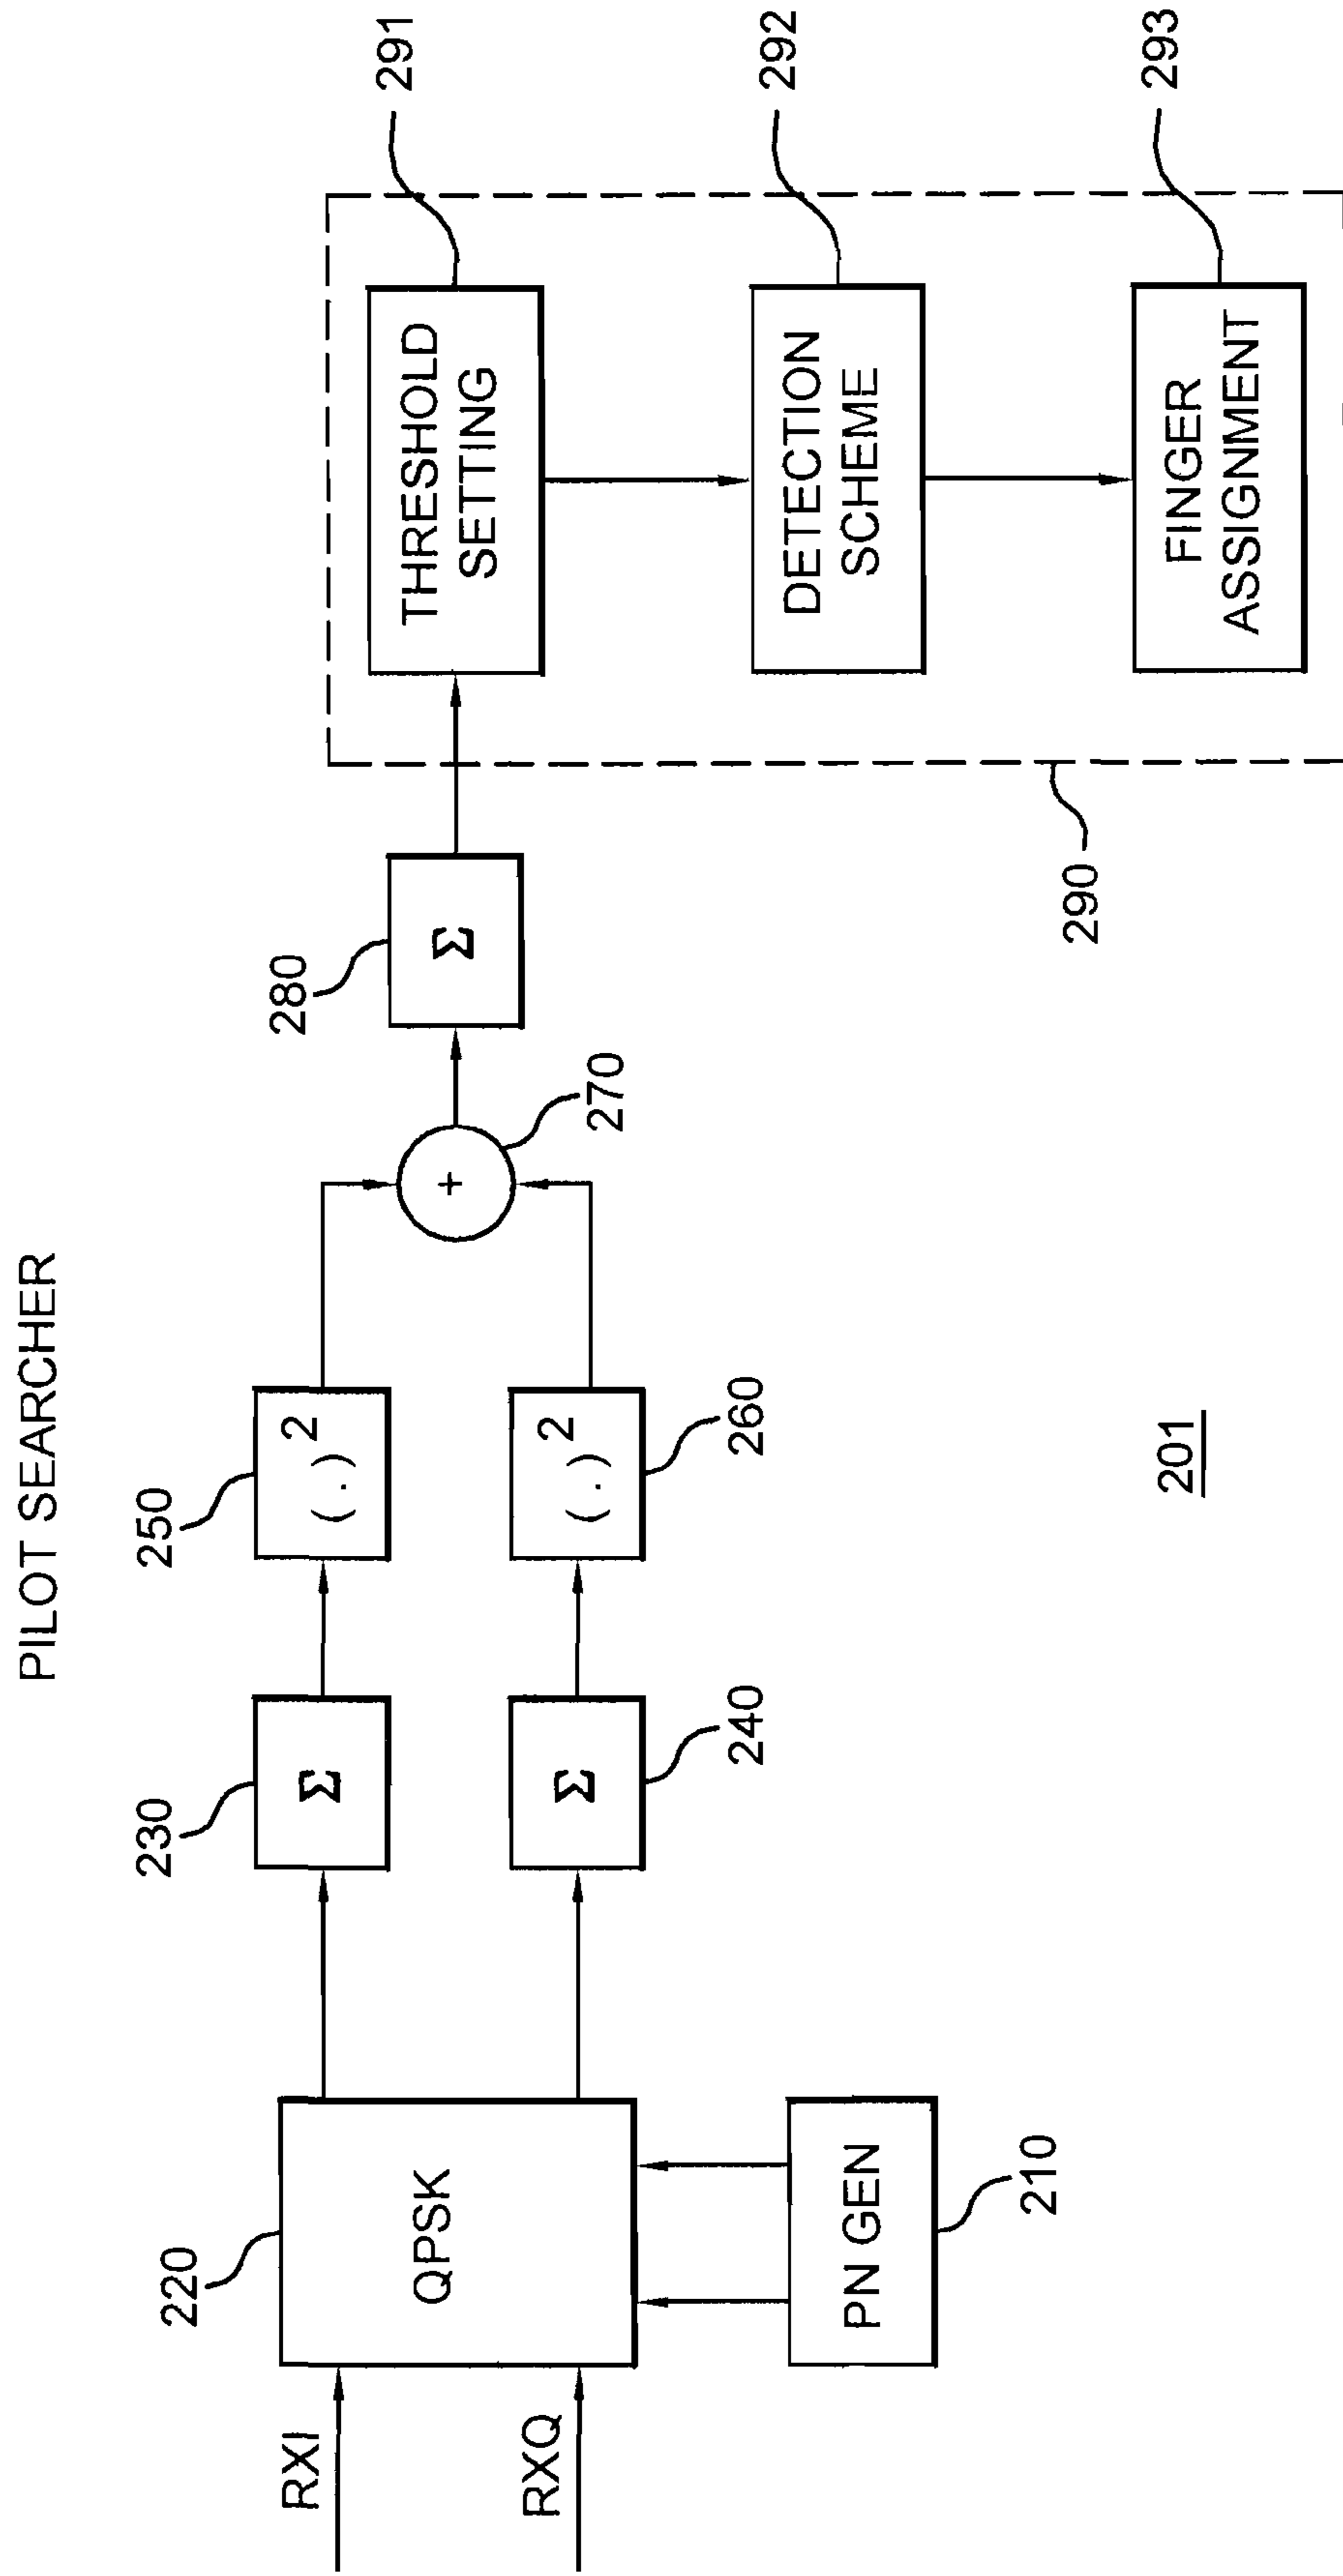 PILOT SEARCHER
RXI
RXQ
220
QPSK
PN GEN
210
230
Σ
Σ
240
250
(.)²
(.)²
260
+
270
280
Σ
290
THRESHOLD
SETTING
291
DETECTION
SCHEME
292
FINGER
ASSIGNMENT
293
201